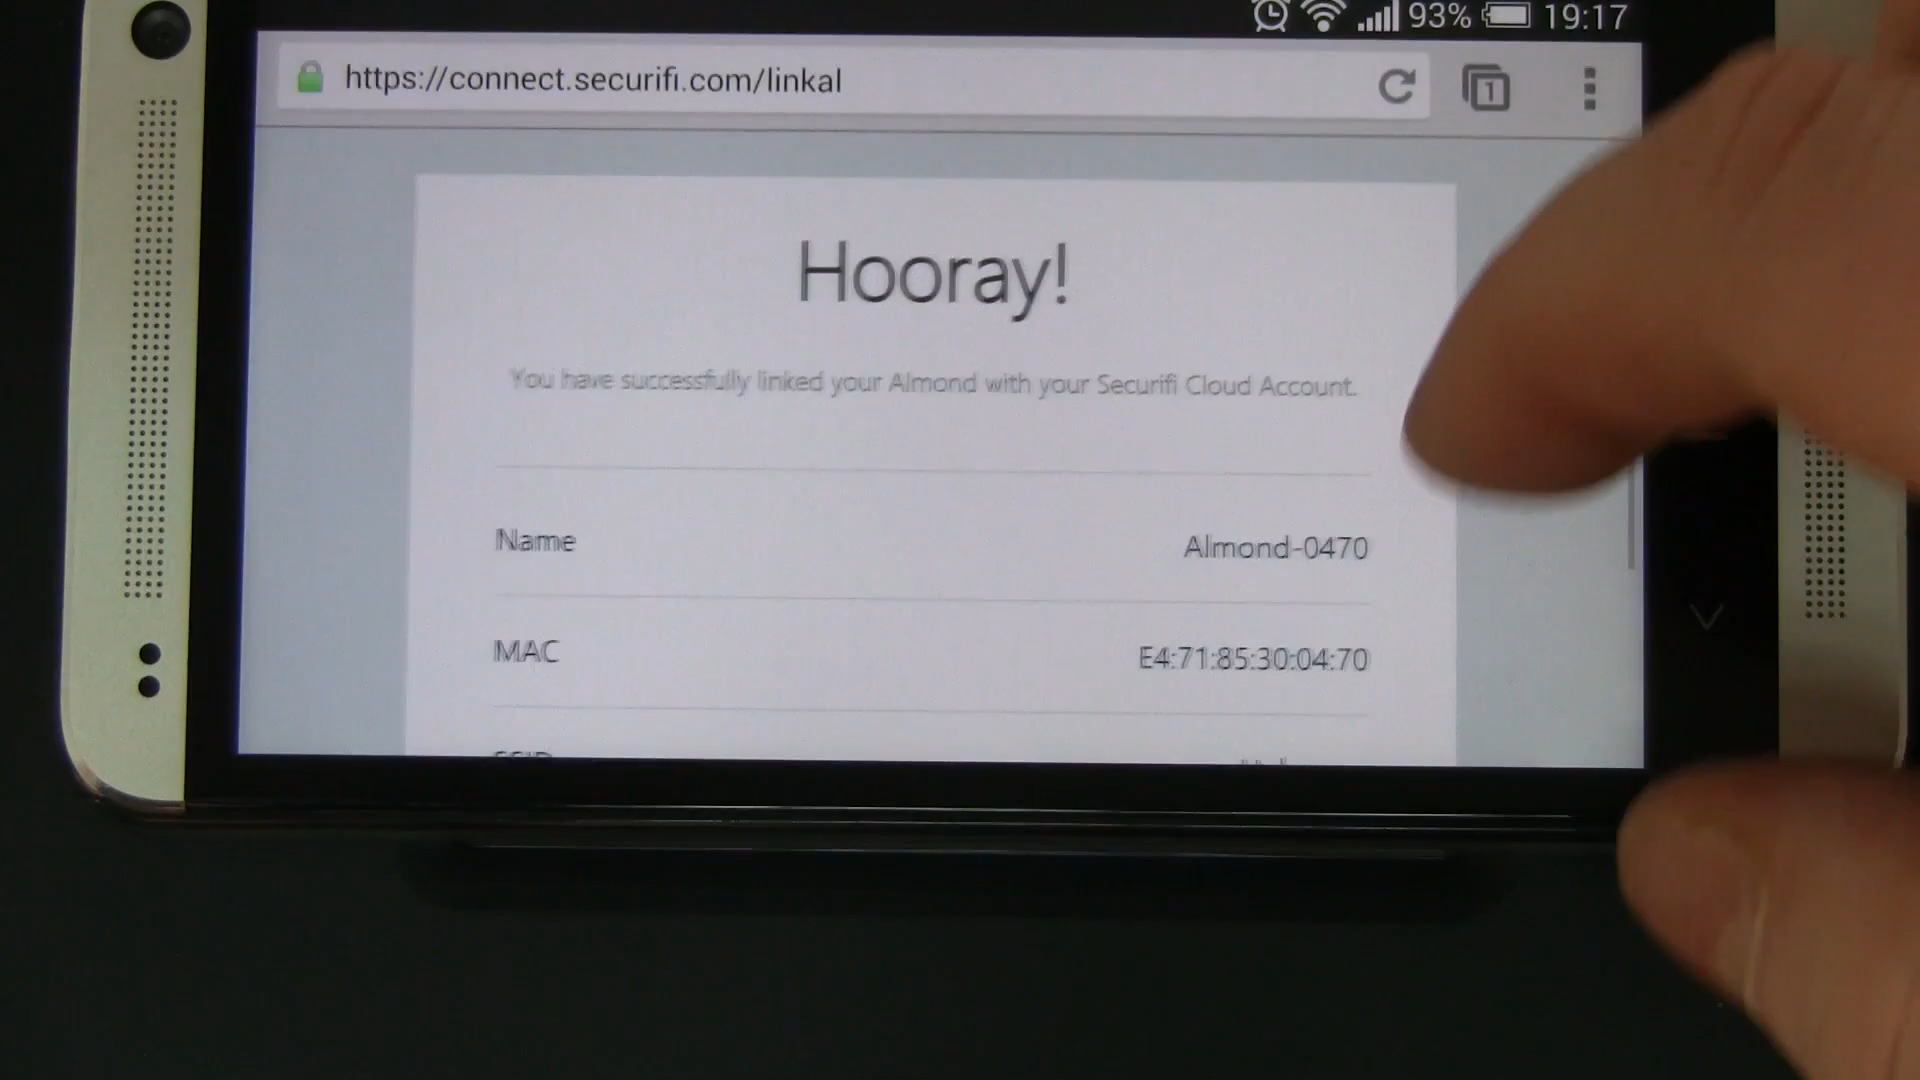 93% 19:17
https://connect.securifi.com/linkal
1
Hooray!
You have successfully linked your Almond with your Securifi Cloud Account.
Name Almond-0470
MAC E4:71:85:30:04:70